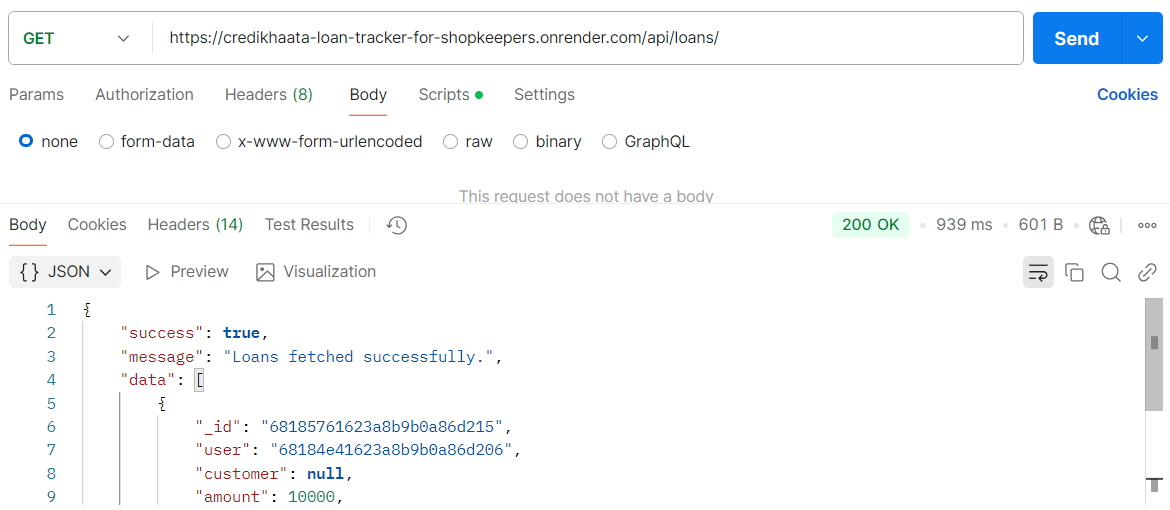 GET https://credikhaata-loan-tracker-for-shopkeepers.onrender.com/api/loans/ Send
Params Authorization Headers (8) Body Scripts Settings Cookies
none form-data x-www-form-urlencoded raw binary GraphQL
This request does not have a body
Body Cookies Headers (14) Test Results 200 OK 939 ms 601 B
{} JSON Preview Visualization
1 {
2 "success": true,
3 "message": "Loans fetched successfully.",
4 "data": [
5 {
6 "_id": "68185761623a8b9b0a86d215",
7 "user": "68184e41623a8b9b0a86d206",
8 "customer": null,
9 "amount": 10000,